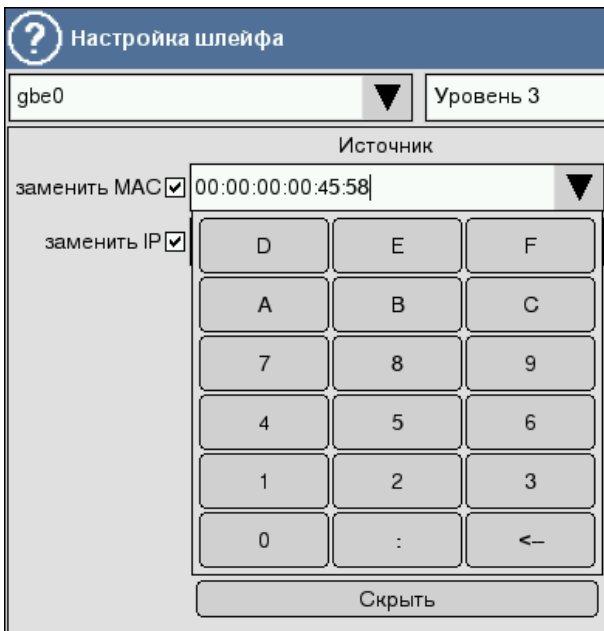 ? Настройка шлейфа
gbe0 Уровень 3
Источник
заменить MAC 00:00:00:00:45:58
заменить IP
D E F
A B C
7 8 9
4 5 6
1 2 3
0 : <–
Скрыть